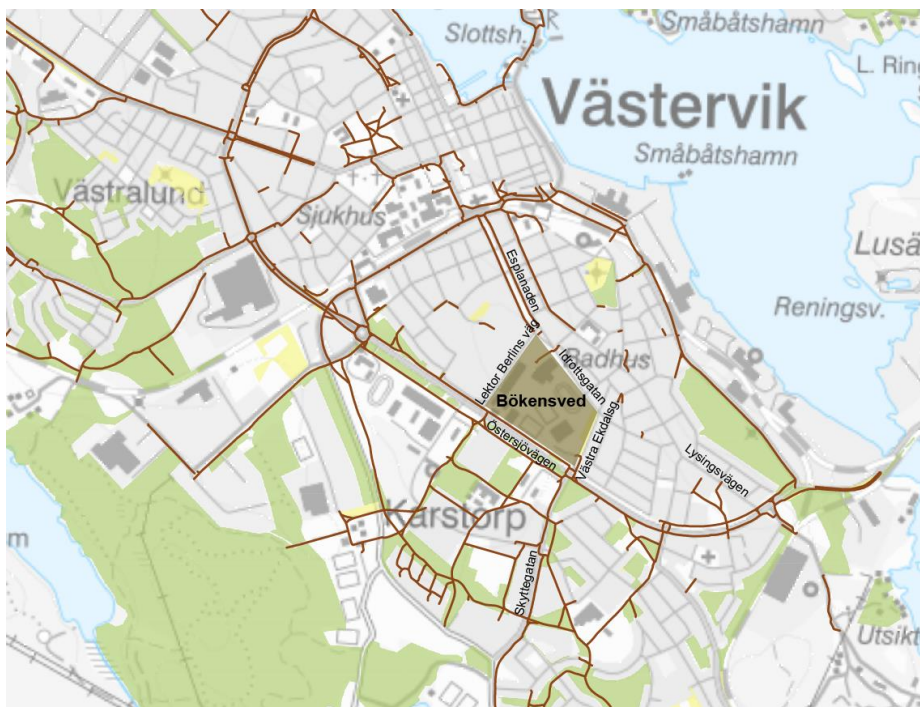 Småbåtshamn
Slottsh.
L. Ring
Västervik
Småbåtshamn
Västralund
Sjukhus
Lusä
Esplanaden
Reningsv.
Lektor Berlins väg
Idrottsgatan
Badhus
Bökensved
Västra Ekdalsg.
Östersjövägen
Lysingsvägen
Karstorp
m
Skyttegatan
Utsikt